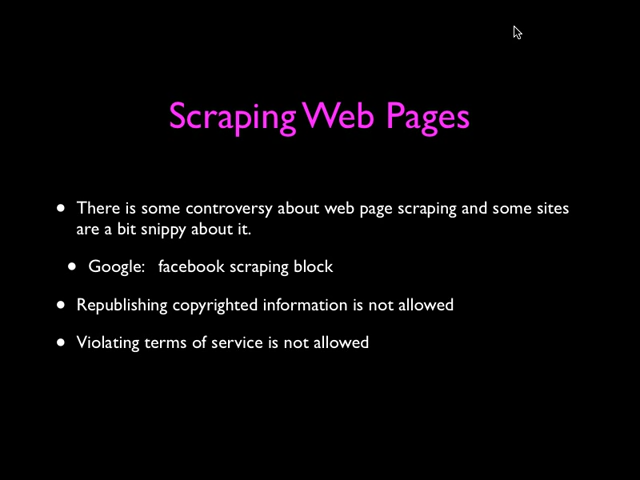 Scraping Web Pages
• There is some controversy about web page scraping and some sites
are a bit snippy about it.
• Google: facebook scraping block
• Republishing copyrighted information is not allowed
• Violating terms of service is not allowed